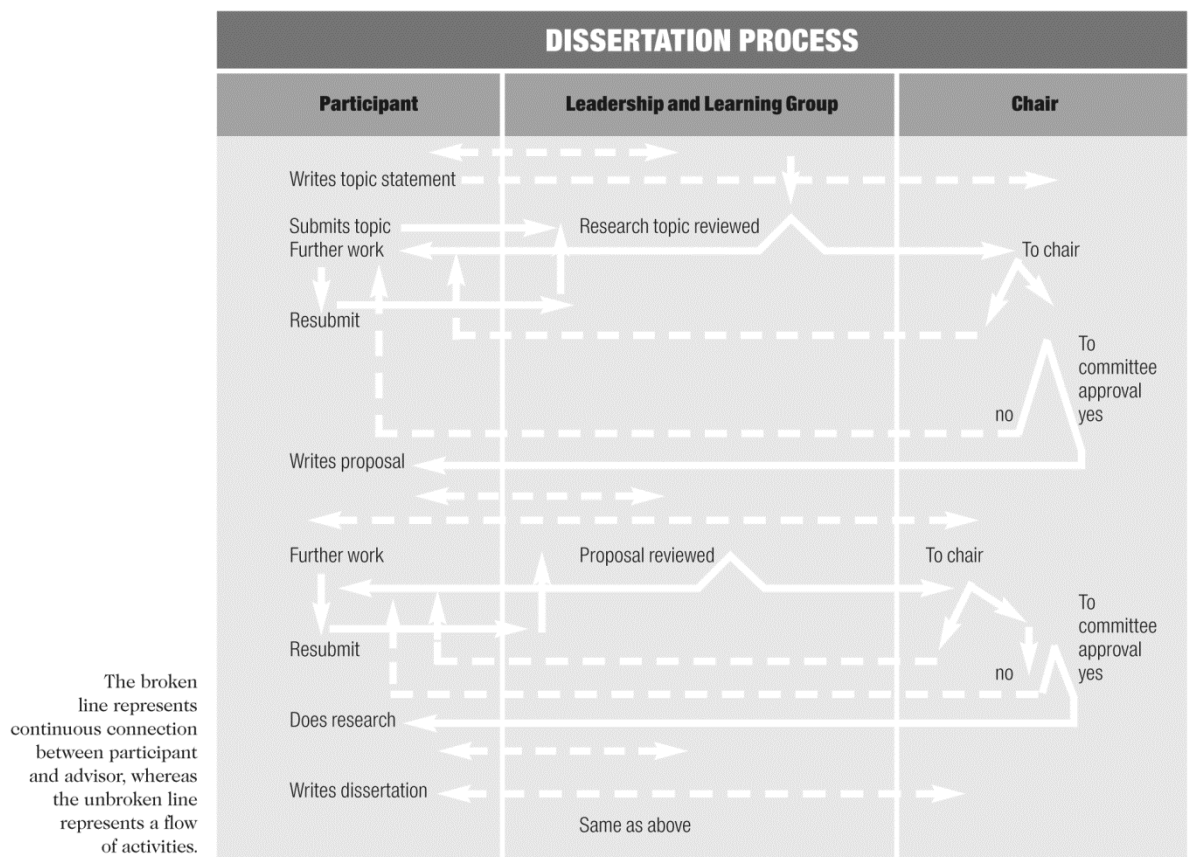 DISSERTATION PROCESS
Participant
Leadership and Learning Group
Chair
Writes topic statement
Submits topic
Research topic reviewed
Further work
To chair
Resubmit
To
committee
approval
no
yes
Writes proposal
Further work
Proposal reviewed
To chair
To
committee
approval
Resubmit
no
yes
Does research
Writes dissertation
Same as above
The broken
line represents
continuous connection
between participant
and advisor, whereas
the unbroken line
represents a flow
of activities.